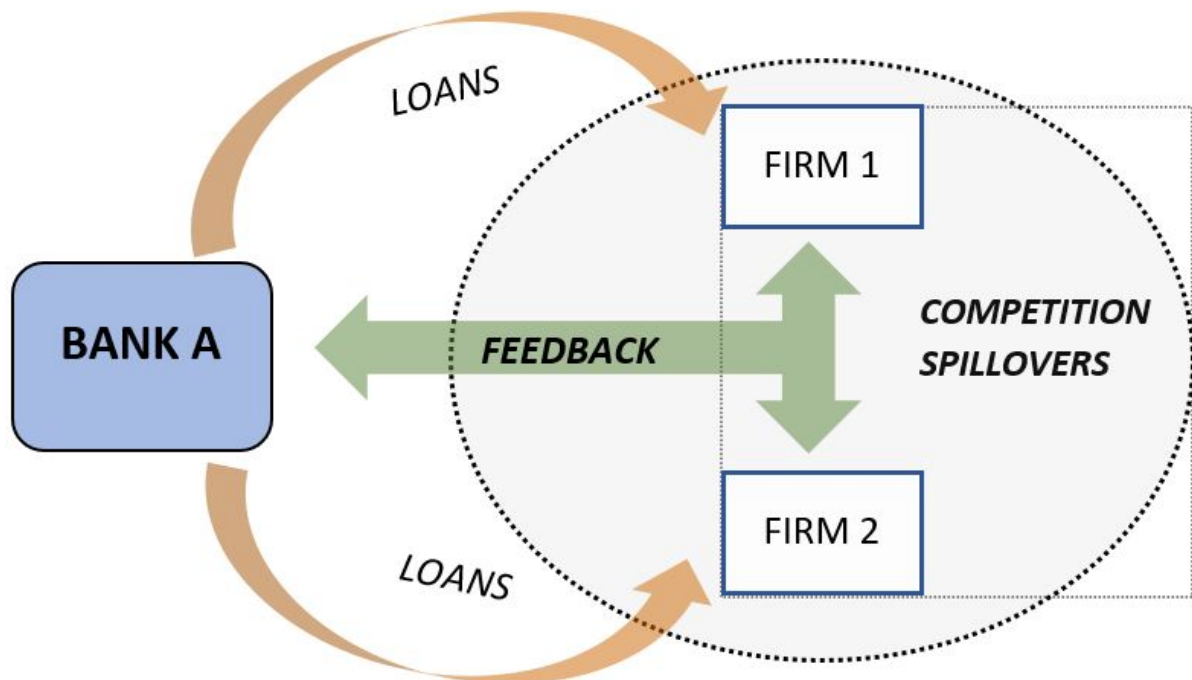 LOANS
FIRM 1
BANK A
FEEDBACK
COMPETITION
SPILLOVERS
FIRM 2
LOANS